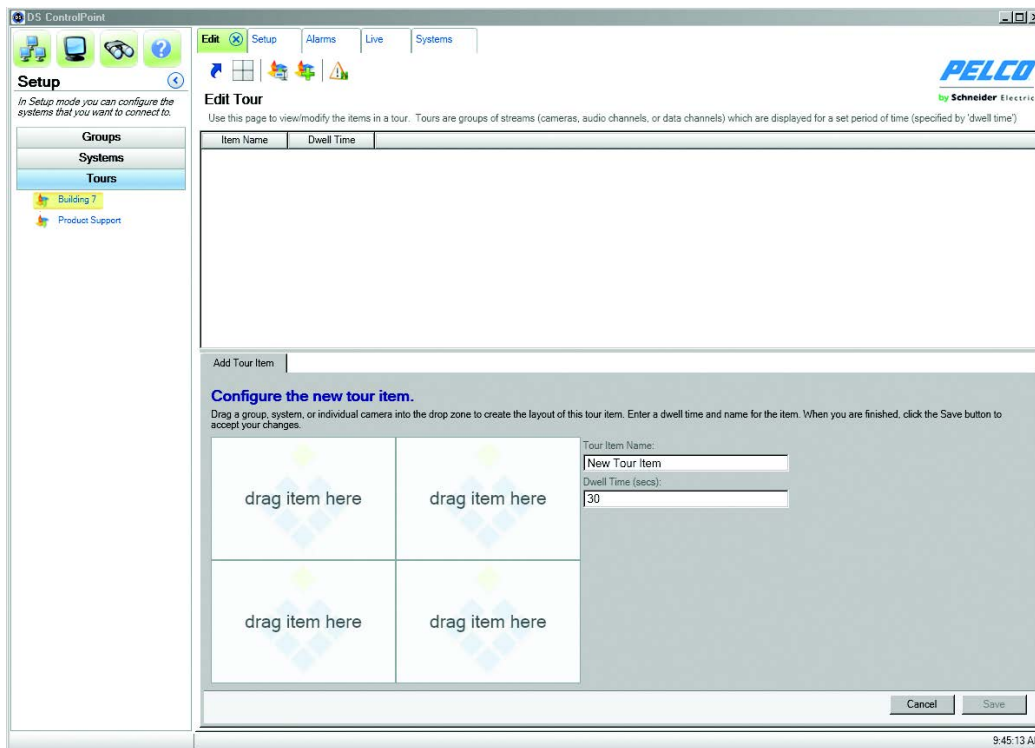 DS ControlPoint
Edit
Setup
Alarms
Live
Systems
Setup
In Setup mode you can configure the
systems that you want to connect to.
Groups
Systems
Tours
Building 7
Product Support
PELCO
by Schneider Electric
Edit Tour
Use this page to view/modify the items in a tour. Tours are groups of streams (cameras, audio channels, or data channels) which are displayed for a set period of time (specified by 'dwell time')
Item Name
Dwell Time
Add Tour Item
Configure the new tour item.
Drag a group, system, or individual camera into the drop zone to create the layout of this tour item. Enter a dwell time and name for the item. When you are finished, click the Save button to
accept your changes.
drag item here
drag item here
drag item here
drag item here
Tour Item Name:
New Tour Item
Dwell Time (secs):
30
Cancel
Save
9:45:13